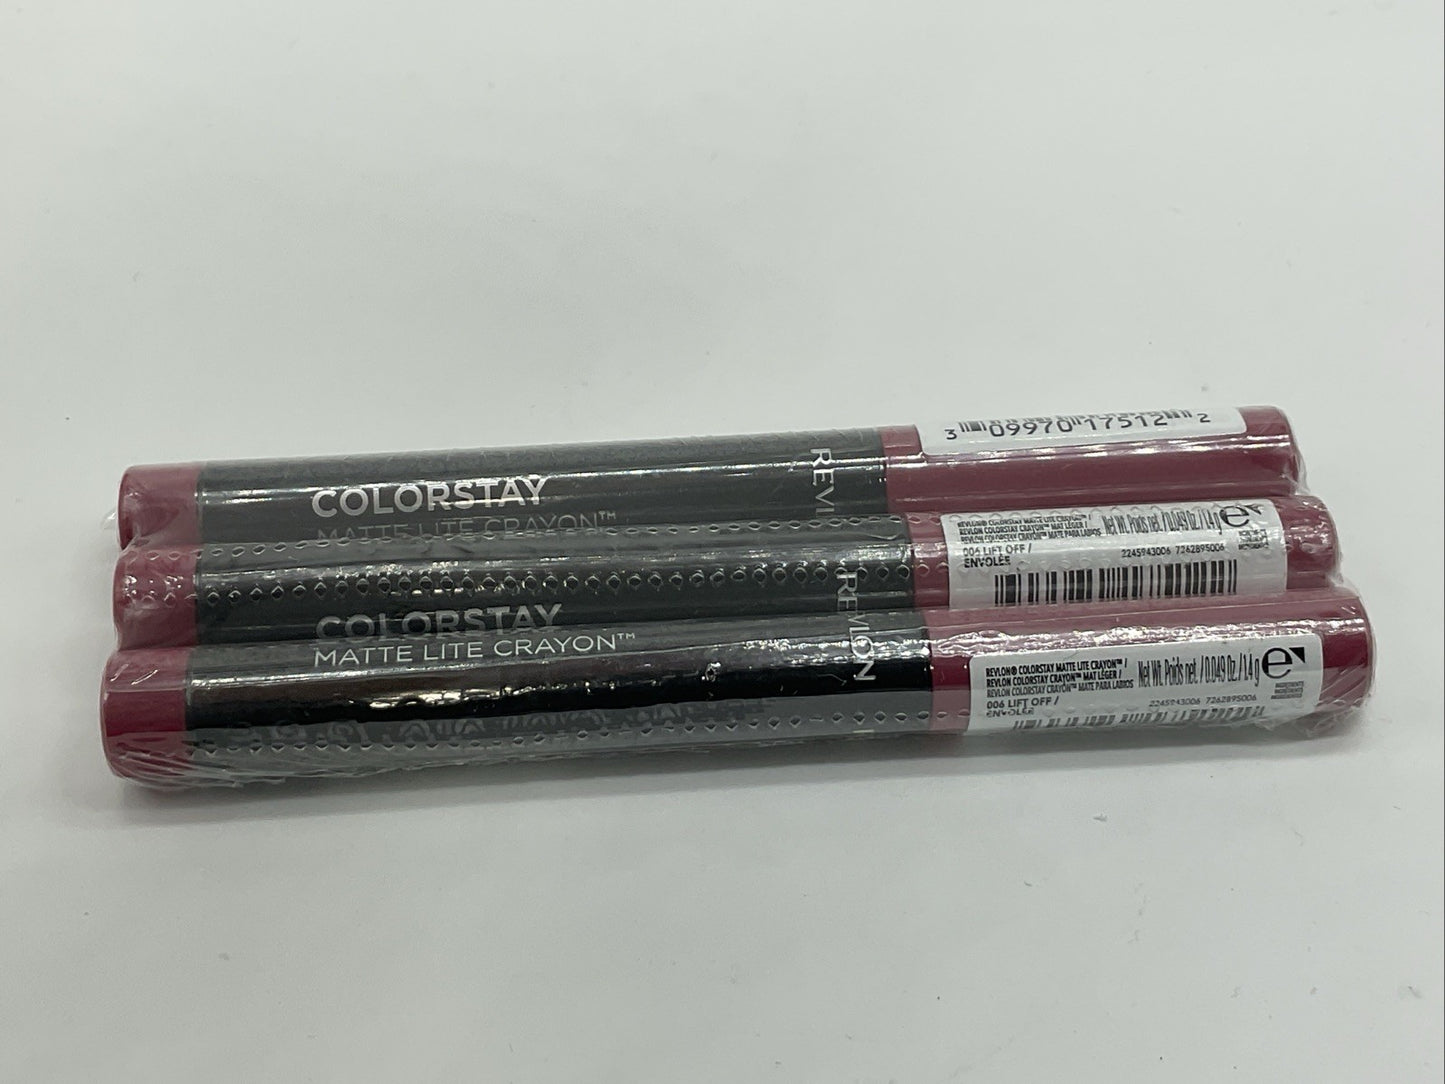 3 09970 17512 2
COLORSTAY
MATTE LITE CRAYON™
REVL
REVLON® COLORSTAY MATTE LITE CRAYON™ /
REVLON COLORSTAY CRAYON™ MAT LÉGER /
REVLON COLORSTAY CRAYON™ MATE PARA LABIOS
Net Wt. Poids net. / 0.049 Oz / 1.4 g e
006 LIFT OFF /
ENVOLÉE
2245943006 7262895006
COLORSTAY
MATTE LITE CRAYON™
REVLON
REVLON® COLORSTAY MATTE LITE CRAYON™ /
REVLON COLORSTAY CRAYON™ MAT LÉGER /
REVLON COLORSTAY CRAYON™ MATE PARA LABIOS
Net Wt. Poids net. / 0.049 Oz / 1.4 g e
006 LIFT OFF /
ENVOLÉE
2245943006 7262895006